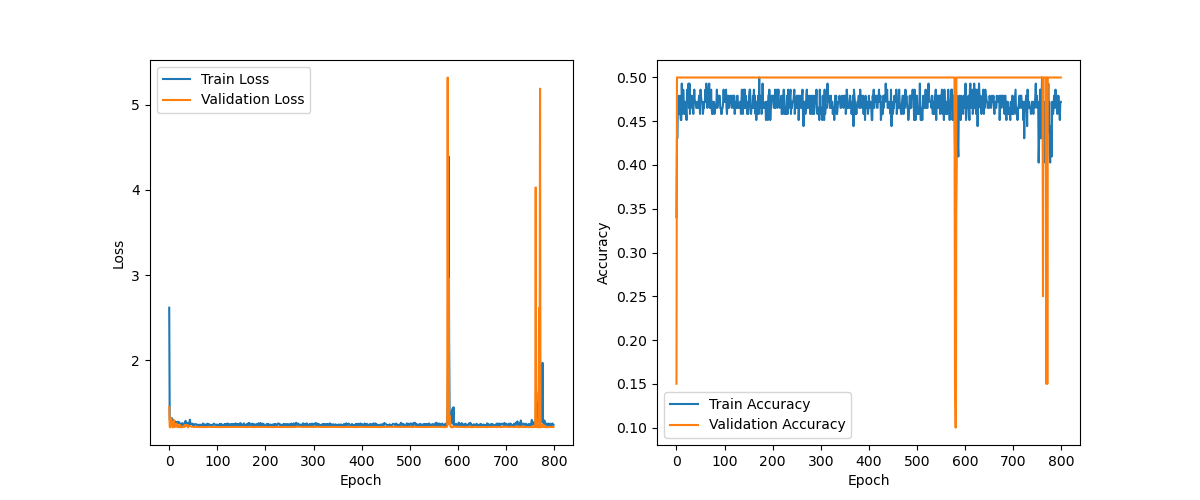 Train Loss
Validation Loss
5
4
3
2
Loss
0 100 200 300 400 500 600 700 800
Epoch
0.50
0.45
0.40
0.35
0.30
0.25
0.20
0.15
0.10
Accuracy
Train Accuracy
Validation Accuracy
0 100 200 300 400 500 600 700 800
Epoch